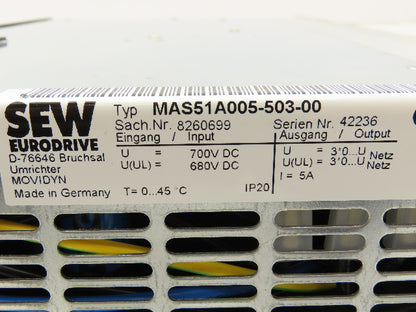 SEW
EURODRIVE
D-76646 Bruchsal
Umrichter
MOVIDYN
Made in Germany
Typ MAS51A005-503-00
Sach.Nr. 8260699 Serien Nr. 42236
Eingang / Input
U = 700V DC
U(UL) = 680V DC
T= 0...45 °C IP20
Ausgang / Output
U = 3*0...U Netz
U(UL) = 3*0...U Netz
I = 5A